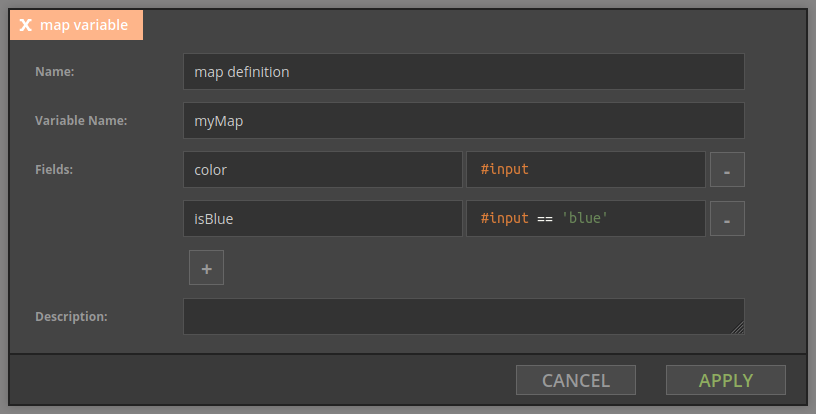 X map variable
Name: map definition
Variable Name: myMap
Fields: color #input -
isBlue #input == 'blue' -
+
Description:
CANCEL APPLY